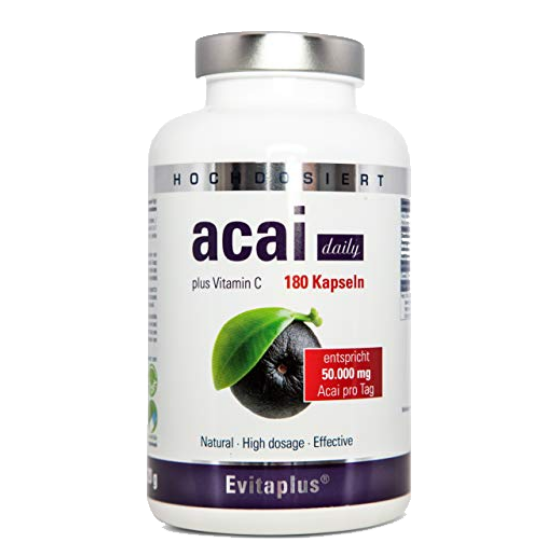 HOCHDOSIERT
acai daily
plus Vitamin C 180 Kapseln
entspricht
50.000 mg
Acai pro Tag
Natural · High dosage · Effective
Evitaplus®